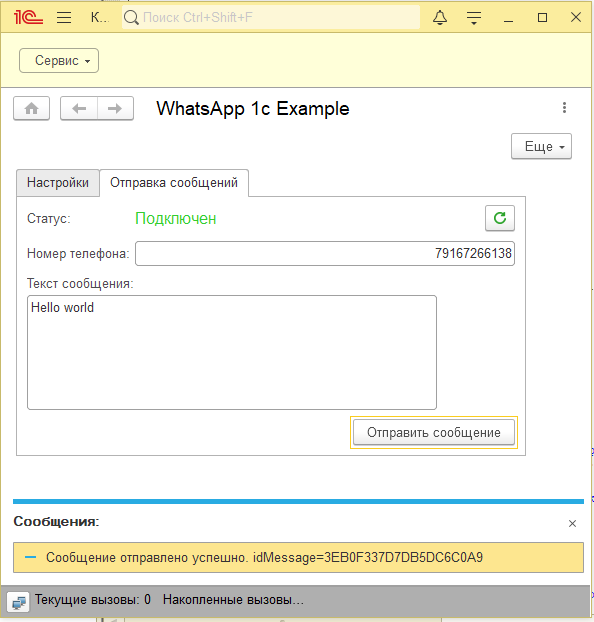 1С К... Поиск Ctrl+Shift+F
Сервис
WhatsApp 1c Example
Еще
Настройки Отправка сообщений
Статус: Подключен
Номер телефона: 79167266138
Текст сообщения:
Hello world
Отправить сообщение
Сообщения:
Сообщение отправлено успешно. idMessage=3EB0F337D7DB5DC6C0A9
Текущие вызовы: 0 Накопленные вызовы...